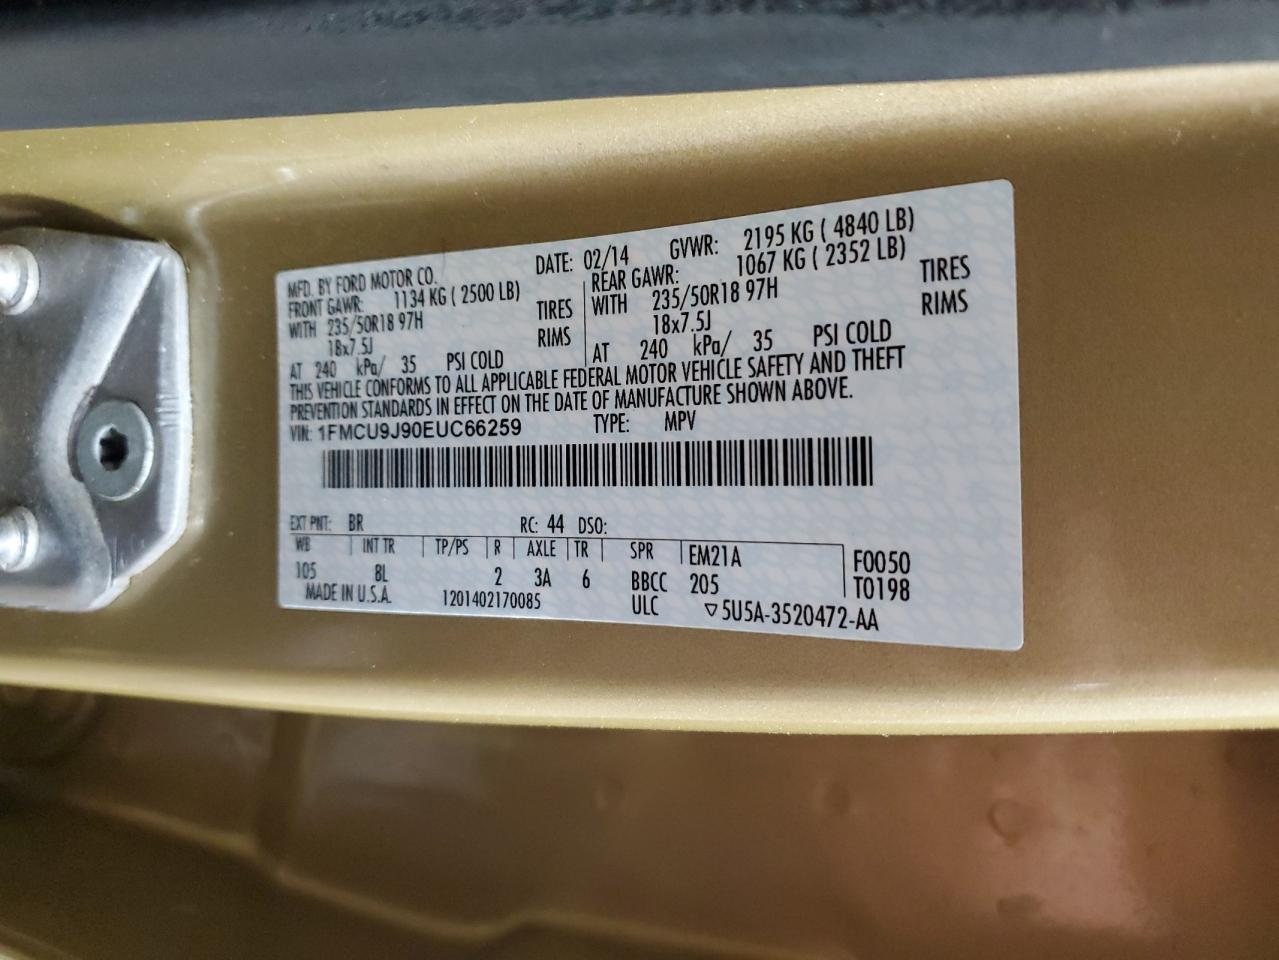 MFD. BY FORD MOTOR CO. DATE: 02/14 GVWR: 2195 KG ( 4840 LB)
FRONT GAWR: 1134 KG ( 2500 LB) REAR GAWR: 1067 KG ( 2352 LB)
WITH 235/50R18 97H TIRES WITH 235/50R18 97H TIRES
18x7.5J RIMS 18x7.5J RIMS
AT 240 kPa/ 35 PSI COLD AT 240 kPa/ 35 PSI COLD
THIS VEHICLE CONFORMS TO ALL APPLICABLE FEDERAL MOTOR VEHICLE SAFETY AND THEFT
PREVENTION STANDARDS IN EFFECT ON THE DATE OF MANUFACTURE SHOWN ABOVE.
VIN: 1FMCU9J90EUC66259 TYPE: MPV
EXT PNT: BR RC: 44 DSO:
WB INT TR TP/PS R AXLE TR SPR EM21A F0050
105 8L 2 3A 6 BBCC 205 T0198
MADE IN U.S.A. 1201402170085 ULC ▽5U5A-3520472-AA